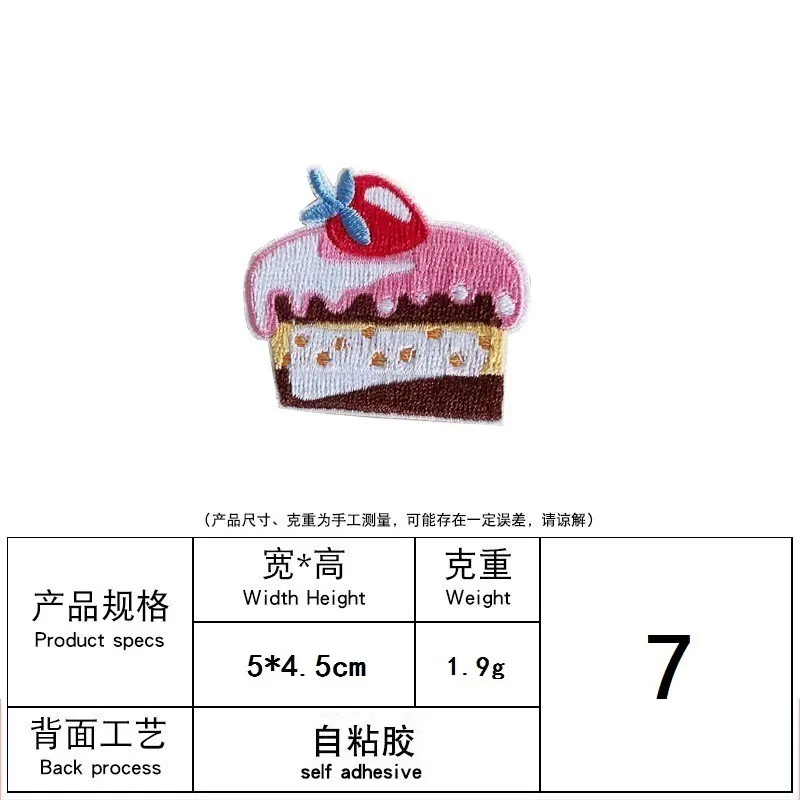 （产品尺寸、克重为手工测量，可能存在一定误差，请谅解）
产品规格
Product specs
宽*高
Width Height
克重
Weight
5*4.5cm
1.9g
7
背面工艺
Back process
自粘胶
self adhesive